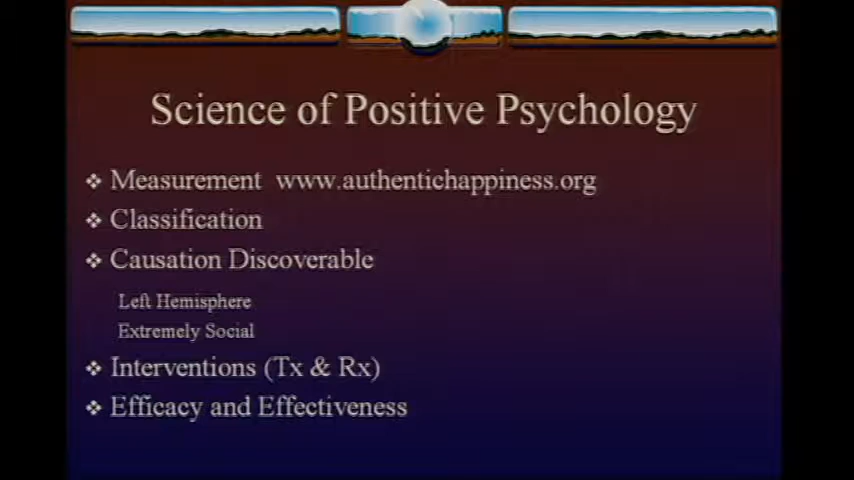 Science of Positive Psychology
❖ Measurement www.authentichappiness.org
❖ Classification
❖ Causation Discoverable
Left Hemisphere
Extremely Social
❖ Interventions (Tx & Rx)
❖ Efficacy and Effectiveness